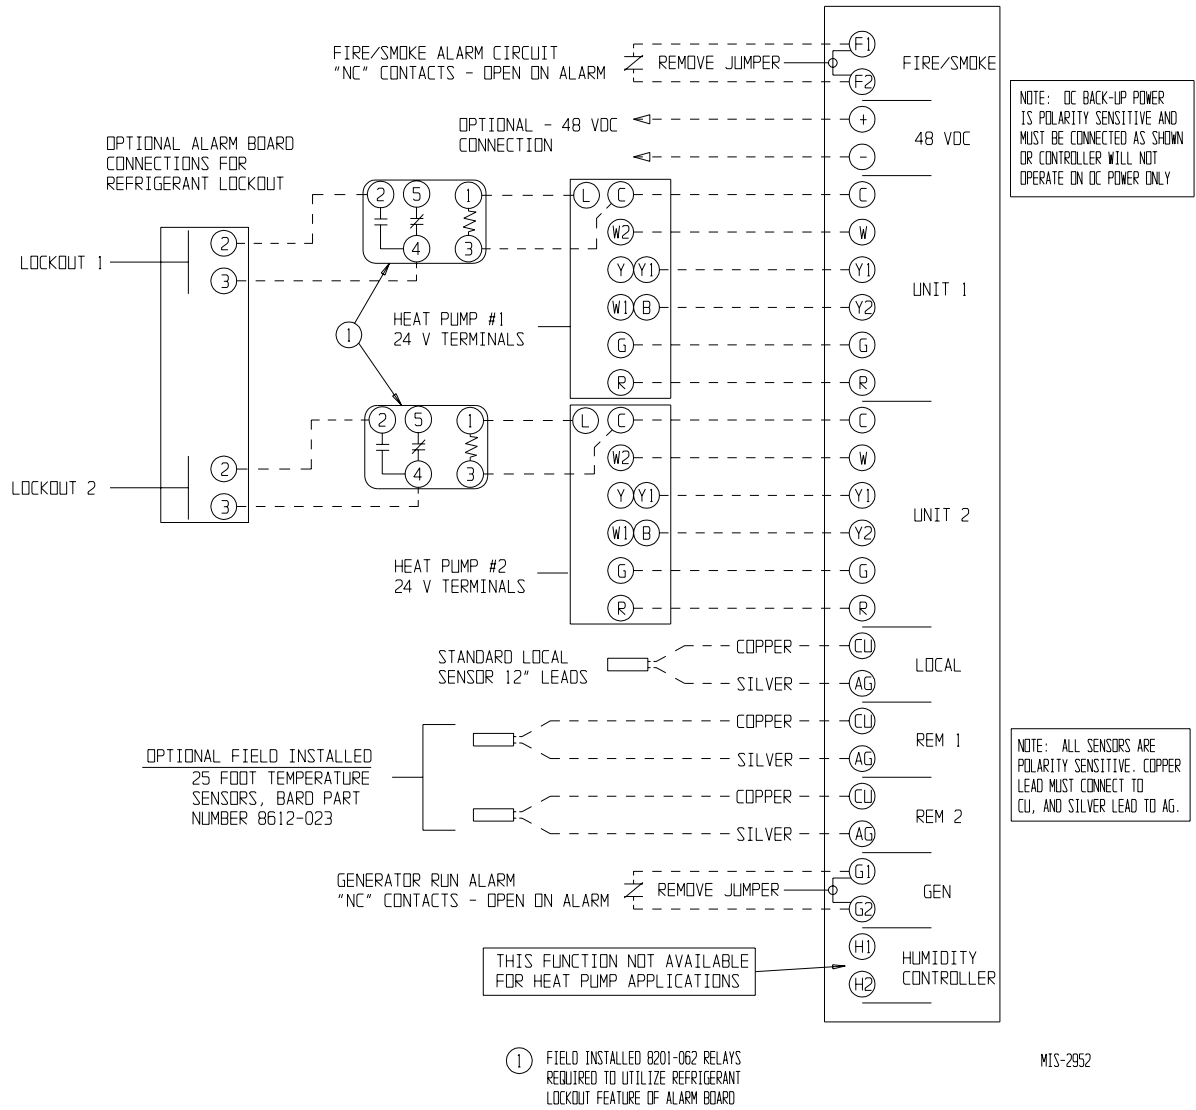 F1
FIRE/SMOKE ALARM CIRCUIT
"NC" CONTACTS - OPEN ON ALARM
REMOVE JUMPER
FIRE/SMOKE
F2
NOTE: DC BACK-UP POWER
IS POLARITY SENSITIVE AND
MUST BE CONNECTED AS SHOWN
OR CONTROLLER WILL NOT
OPERATE ON DC POWER ONLY
OPTIONAL - 48 VDC
CONNECTION
+
-
48 VDC
OPTIONAL ALARM BOARD
CONNECTIONS FOR
REFRIGERANT LOCKOUT
2 5 1
4 3
L C
W2
Y Y1
W1 B
G
R
C
W
Y1
Y2
G
R
UNIT 1
LOCKOUT 1
2
3
1
HEAT PUMP #1
24 V TERMINALS
2 5 1
4 3
L C
W2
Y Y1
W1 B
G
R
C
W
Y1
Y2
G
R
UNIT 2
LOCKOUT 2
2
3
HEAT PUMP #2
24 V TERMINALS
STANDARD LOCAL
SENSOR 12" LEADS
COPPER CU
SILVER AG
LOCAL
OPTIONAL FIELD INSTALLED
25 FOOT TEMPERATURE
SENSORS, BARD PART
NUMBER 8612-023
COPPER CU
SILVER AG
REM 1
COPPER CU
SILVER AG
REM 2
NOTE: ALL SENSORS ARE
POLARITY SENSITIVE. COPPER
LEAD MUST CONNECT TO
CU, AND SILVER LEAD TO AG.
GENERATOR RUN ALARM
"NC" CONTACTS - OPEN ON ALARM
REMOVE JUMPER
G1
G2
GEN
THIS FUNCTION NOT AVAILABLE
FOR HEAT PUMP APPLICATIONS
H1
H2
HUMIDITY
CONTROLLER
1 FIELD INSTALLED 8201-062 RELAYS
REQUIRED TO UTILIZE REFRIGERANT
LOCKOUT FEATURE OF ALARM BOARD
MIS-2952